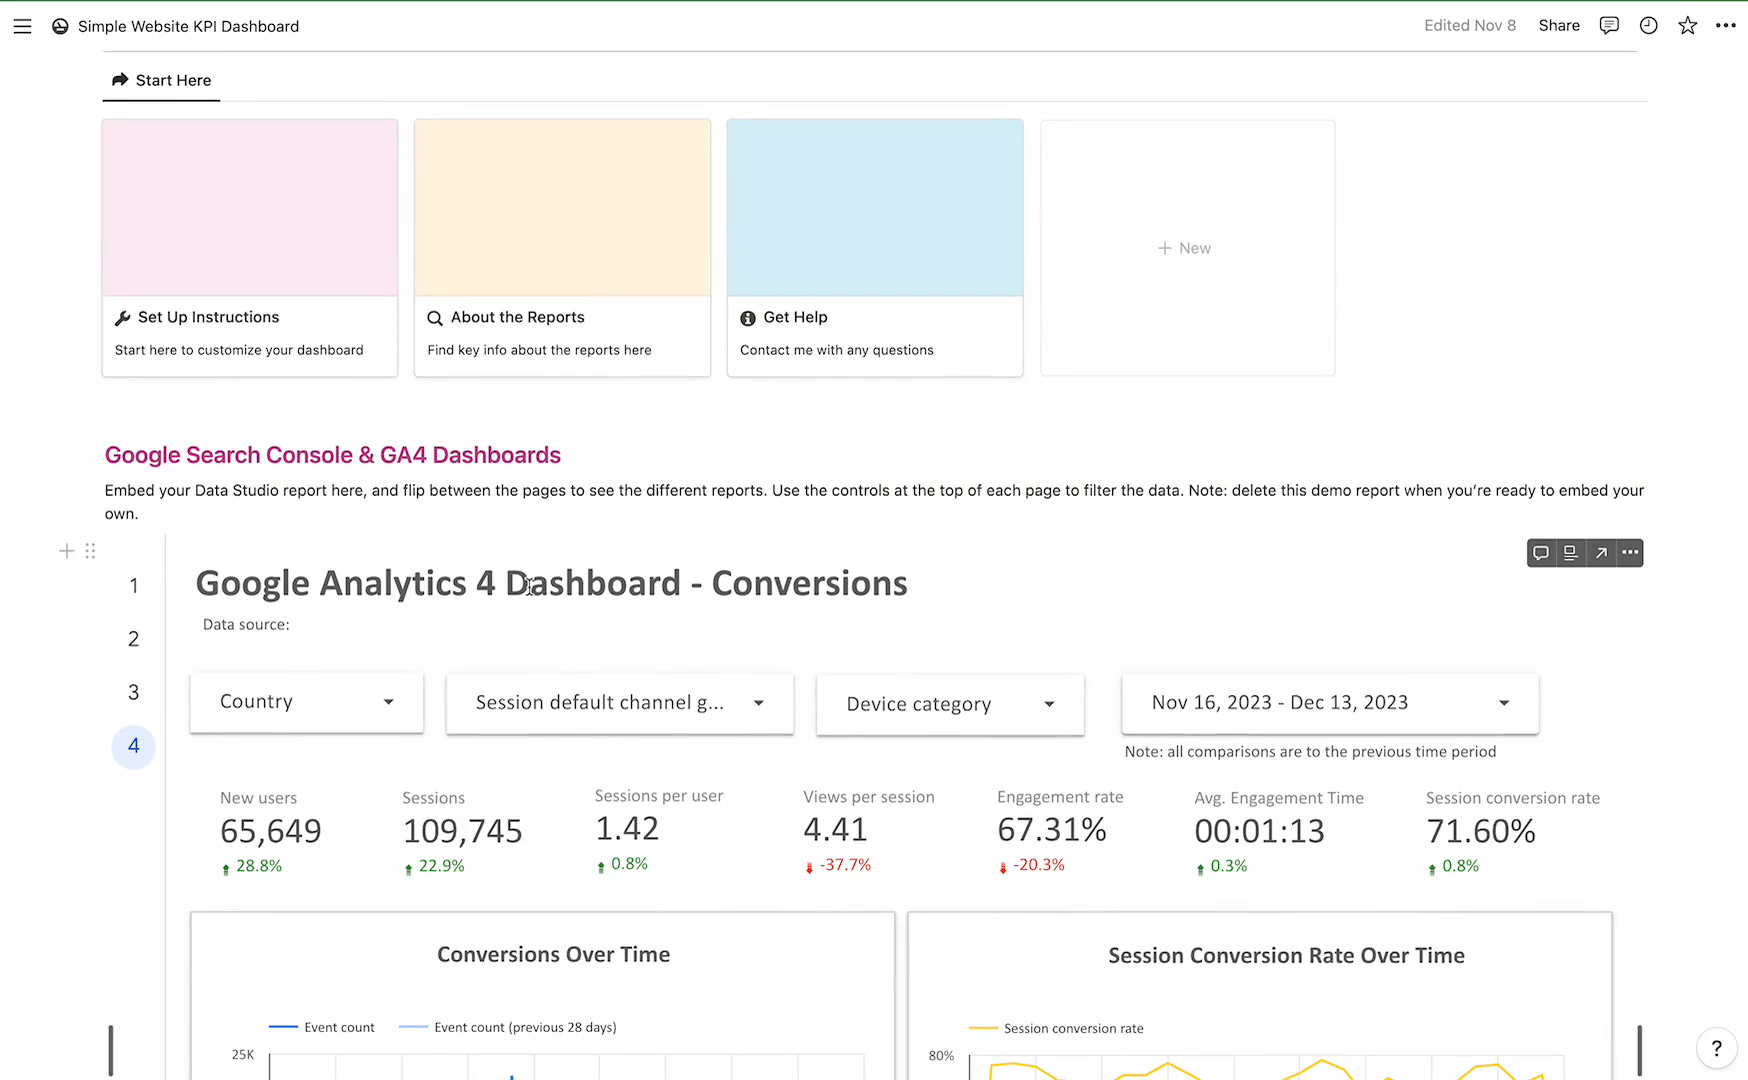 Simple Website KPI Dashboard
Edited Nov 8
Share
Start Here
+ New
Set Up Instructions
Start here to customize your dashboard
About the Reports
Find key info about the reports here
Get Help
Contact me with any questions
Google Search Console & GA4 Dashboards
Embed your Data Studio report here, and flip between the pages to see the different reports. Use the controls at the top of each page to filter the data. Note: delete this demo report when you’re ready to embed your
own.
1
2
3
4
Google Analytics 4 Dashboard - Conversions
Data source:
Country
Session default channel g...
Device category
Nov 16, 2023 - Dec 13, 2023
Note: all comparisons are to the previous time period
New users
65,649
28.8%
Sessions
109,745
22.9%
Sessions per user
1.42
0.8%
Views per session
4.41
-37.7%
Engagement rate
67.31%
-20.3%
Avg. Engagement Time
00:01:13
0.3%
Session conversion rate
71.60%
0.8%
Conversions Over Time
Event count
Event count (previous 28 days)
25K
Session Conversion Rate Over Time
Session conversion rate
80%
?